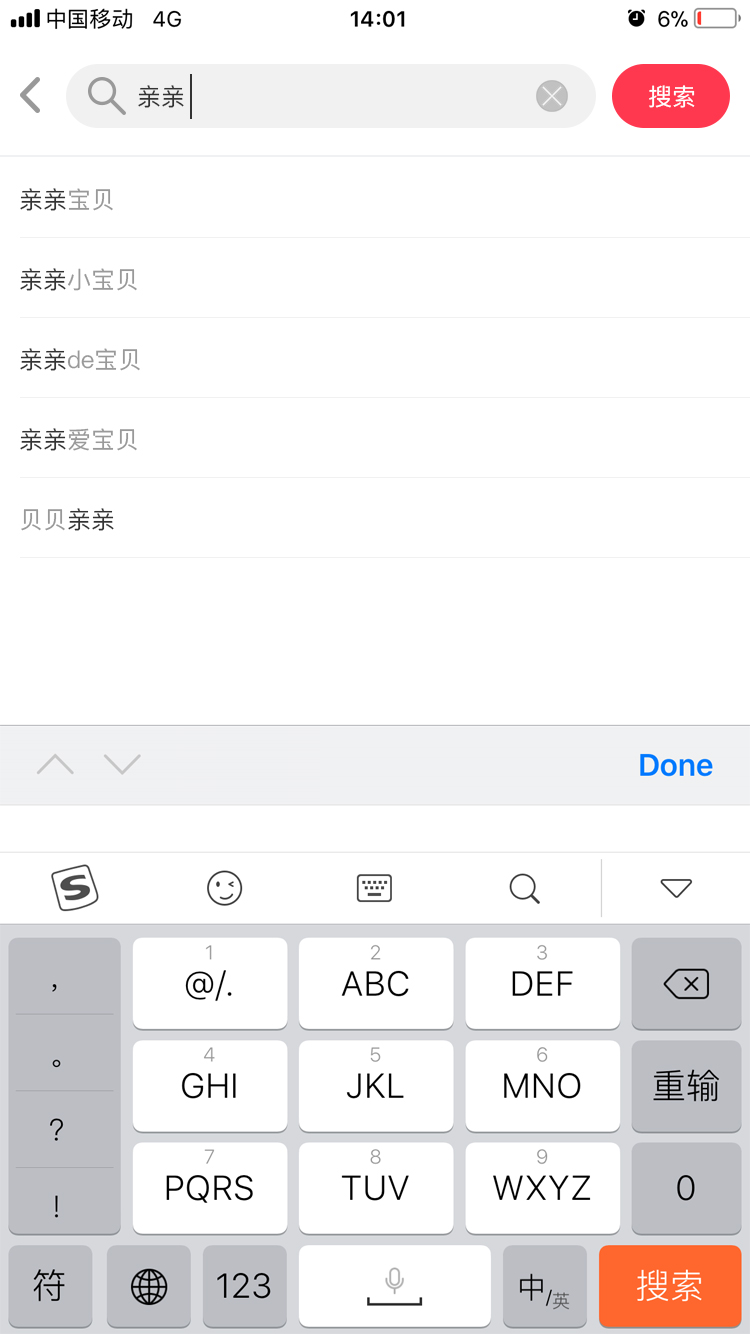 中国移动 4G 14:01 6%
亲亲 搜索
亲亲宝贝
亲亲小宝贝
亲亲de宝贝
亲亲爱宝贝
贝贝亲亲
Done
S
， 1 2 3
@/. ABC DEF
。 4 5 6
GHI JKL MNO 重输
? 7 8 9
PQRS TUV WXYZ 0
!
符 123 中/英 搜索